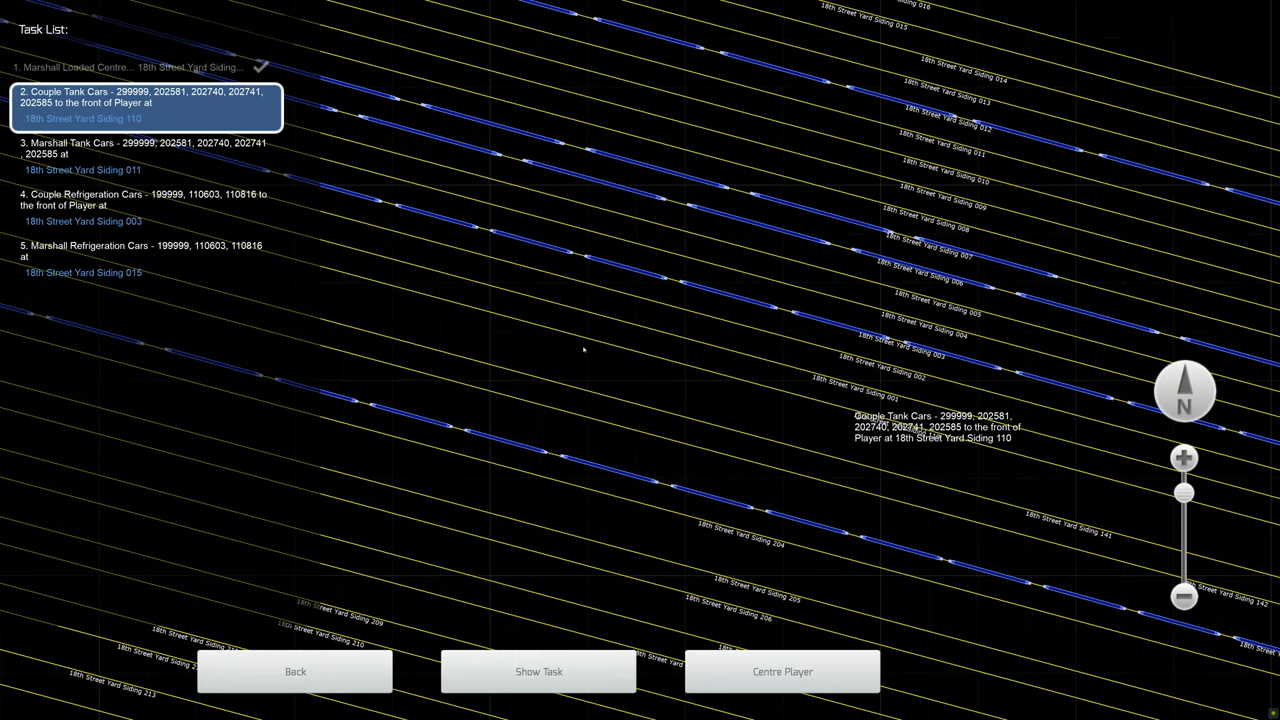 Task List:
1. Marshall Loaded Centre... 18th Street Yard Siding...
2. Couple Tank Cars - 299999, 202581, 202740, 202741,
202585 to the front of Player at
18th Street Yard Siding 110
3. Marshall Tank Cars - 299999, 202581, 202740, 202741
, 202585 at
18th Street Yard Siding 011
4. Couple Refrigeration Cars - 199999, 110603, 110816 to
the front of Player at
18th Street Yard Siding 003
5. Marshall Refrigeration Cars - 199999, 110603, 110816
at
18th Street Yard Siding 015
016
18th Street Yard Siding 015
18th Street Yard Siding 014
18th Street Yard Siding 013
18th Street Yard Siding 012
18th Street Yard Siding 011
18th Street Yard Siding 010
18th Street Yard Siding 009
18th Street Yard Siding 008
18th Street Yard Siding 007
18th Street Yard Siding 006
18th Street Yard Siding 005
18th Street Yard Siding 004
18th Street Yard Siding 003
18th Street Yard Siding 002
18th Street Yard Siding 001
Couple Tank Cars - 299999, 202581,
202740, 202741, 202585 to the front of
Player at 18th Street Yard Siding 110
N
18th Street Yard Siding 141
18th Street Yard Siding 142
18th Street Yard Siding 204
18th Street Yard Siding 205
18th Street Yard Siding 206
18th Street Yard Siding 209
18th Street Yard Siding 210
18th Street Yard Siding
18th Street Yard Siding
18th Street Yard Siding 213
18th Street Y
Street Yard
Back
Show Task
Centre Player